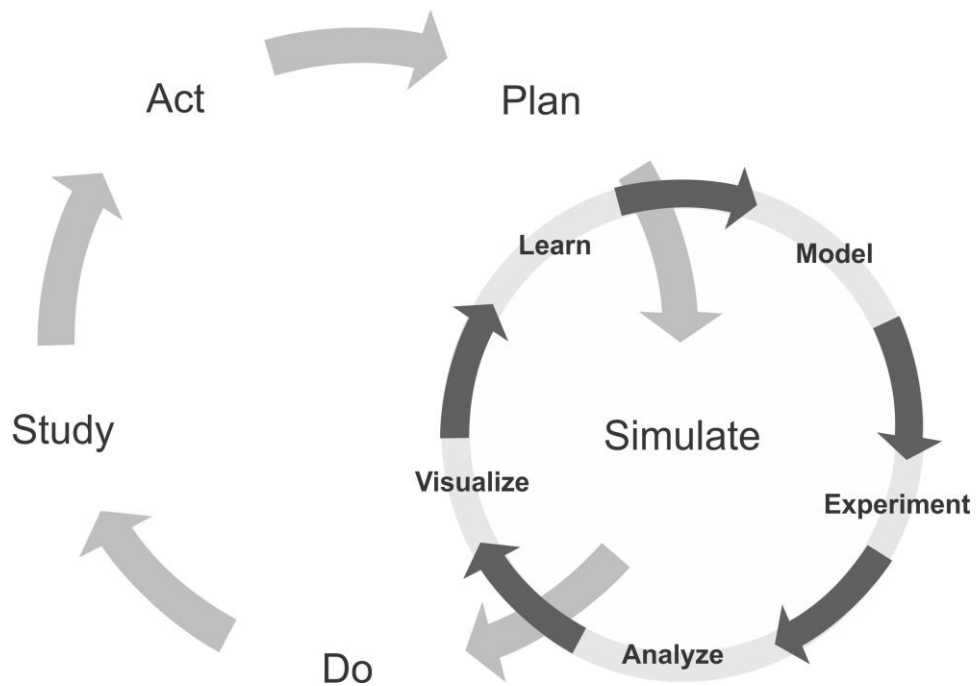 Act
Plan
Learn
Model
Study
Simulate
Visualize
Experiment
Analyze
Do